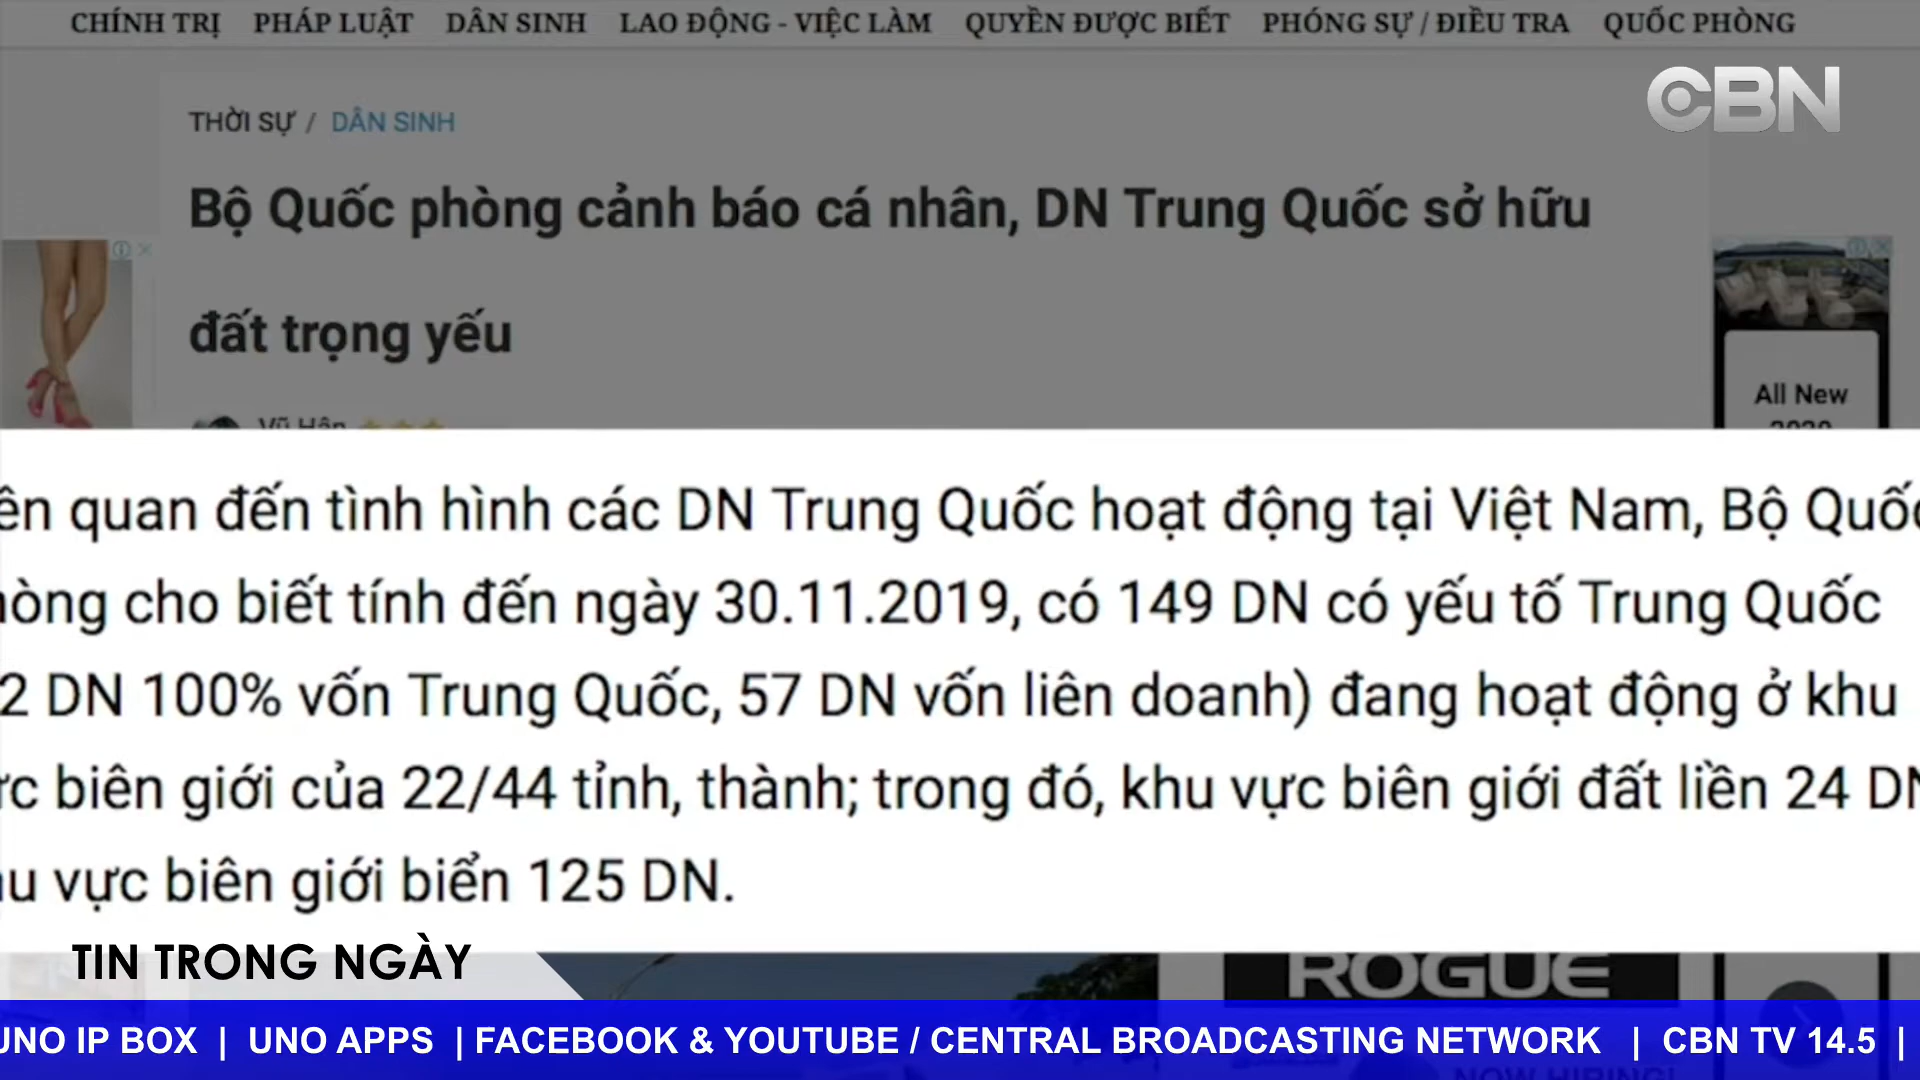 CHÍNH TRỊ PHÁP LUẬT DÂN SINH LAO ĐỘNG - VIỆC LÀM QUYỀN ĐƯỢC BIẾT PHÓNG SỰ / ĐIỀU TRA QUỐC PHÒNG
CBN
THỜI SỰ / DÂN SINH
Bộ Quốc phòng cảnh báo cá nhân, DN Trung Quốc sở hữu
đất trọng yếu
All New
Vũ Hân
ên quan đến tình hình các DN Trung Quốc hoạt động tại Việt Nam, Bộ Quốc
òng cho biết tính đến ngày 30.11.2019, có 149 DN có yếu tố Trung Quốc
2 DN 100% vốn Trung Quốc, 57 DN vốn liên doanh) đang hoạt động ở khu
ực biên giới của 22/44 tỉnh, thành; trong đó, khu vực biên giới đất liền 24 DN
u vực biên giới biển 125 DN.
TIN TRONG NGÀY
ROGUE
UNO IP BOX | UNO APPS | FACEBOOK & YOUTUBE / CENTRAL BROADCASTING NETWORK | CBN TV 14.5 |